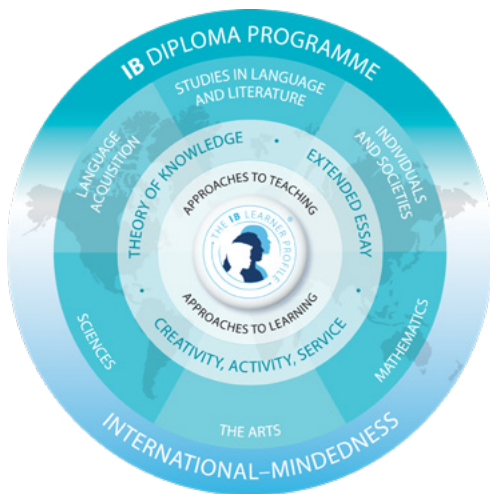 IB DIPLOMA PROGRAMME
STUDIES IN LANGUAGE
AND LITERATURE
LANGUAGE
ACQUISITION
INDIVIDUALS
AND SOCIETIES
THEORY OF KNOWLEDGE
EXTENDED ESSAY
APPROACHES TO TEACHING
THE IB LEARNER PROFILE
®
APPROACHES TO LEARNING
CREATIVITY, ACTIVITY, SERVICE
SCIENCES
MATHEMATICS
THE ARTS
INTERNATIONAL–MINDEDNESS